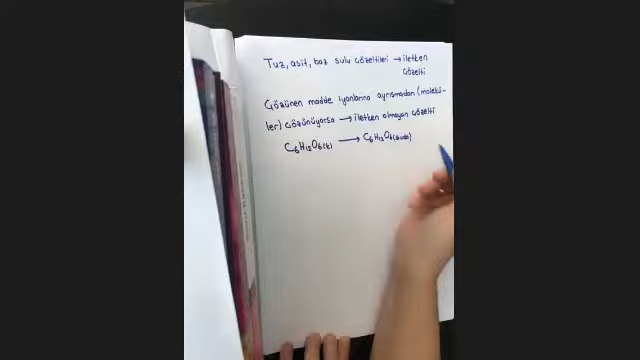 Tuz, asit, baz sulu çözeltileri → iletken
çözelti
Çözünen madde iyonlarına ayrışmadan (molekü-
ler) çözünüyorsa → iletken olmayan çözelti
C₆H₁₂O₆(k) → C₆H₁₂O₆(suda)